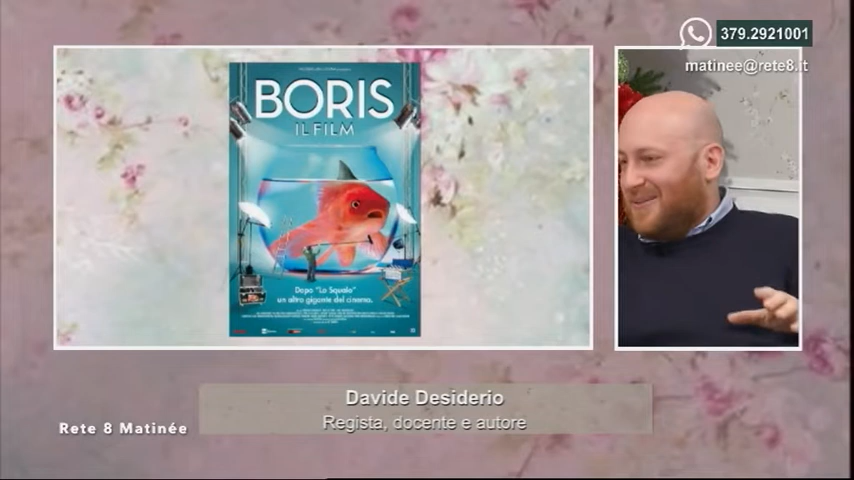 379.2921001
matinee@rete8.it
BORIS
IL FILM
Dopo "Lo Squalo"
un altro gigante del cinema.
Davide Desiderio
Regista, docente e autore
Rete 8 Matinée